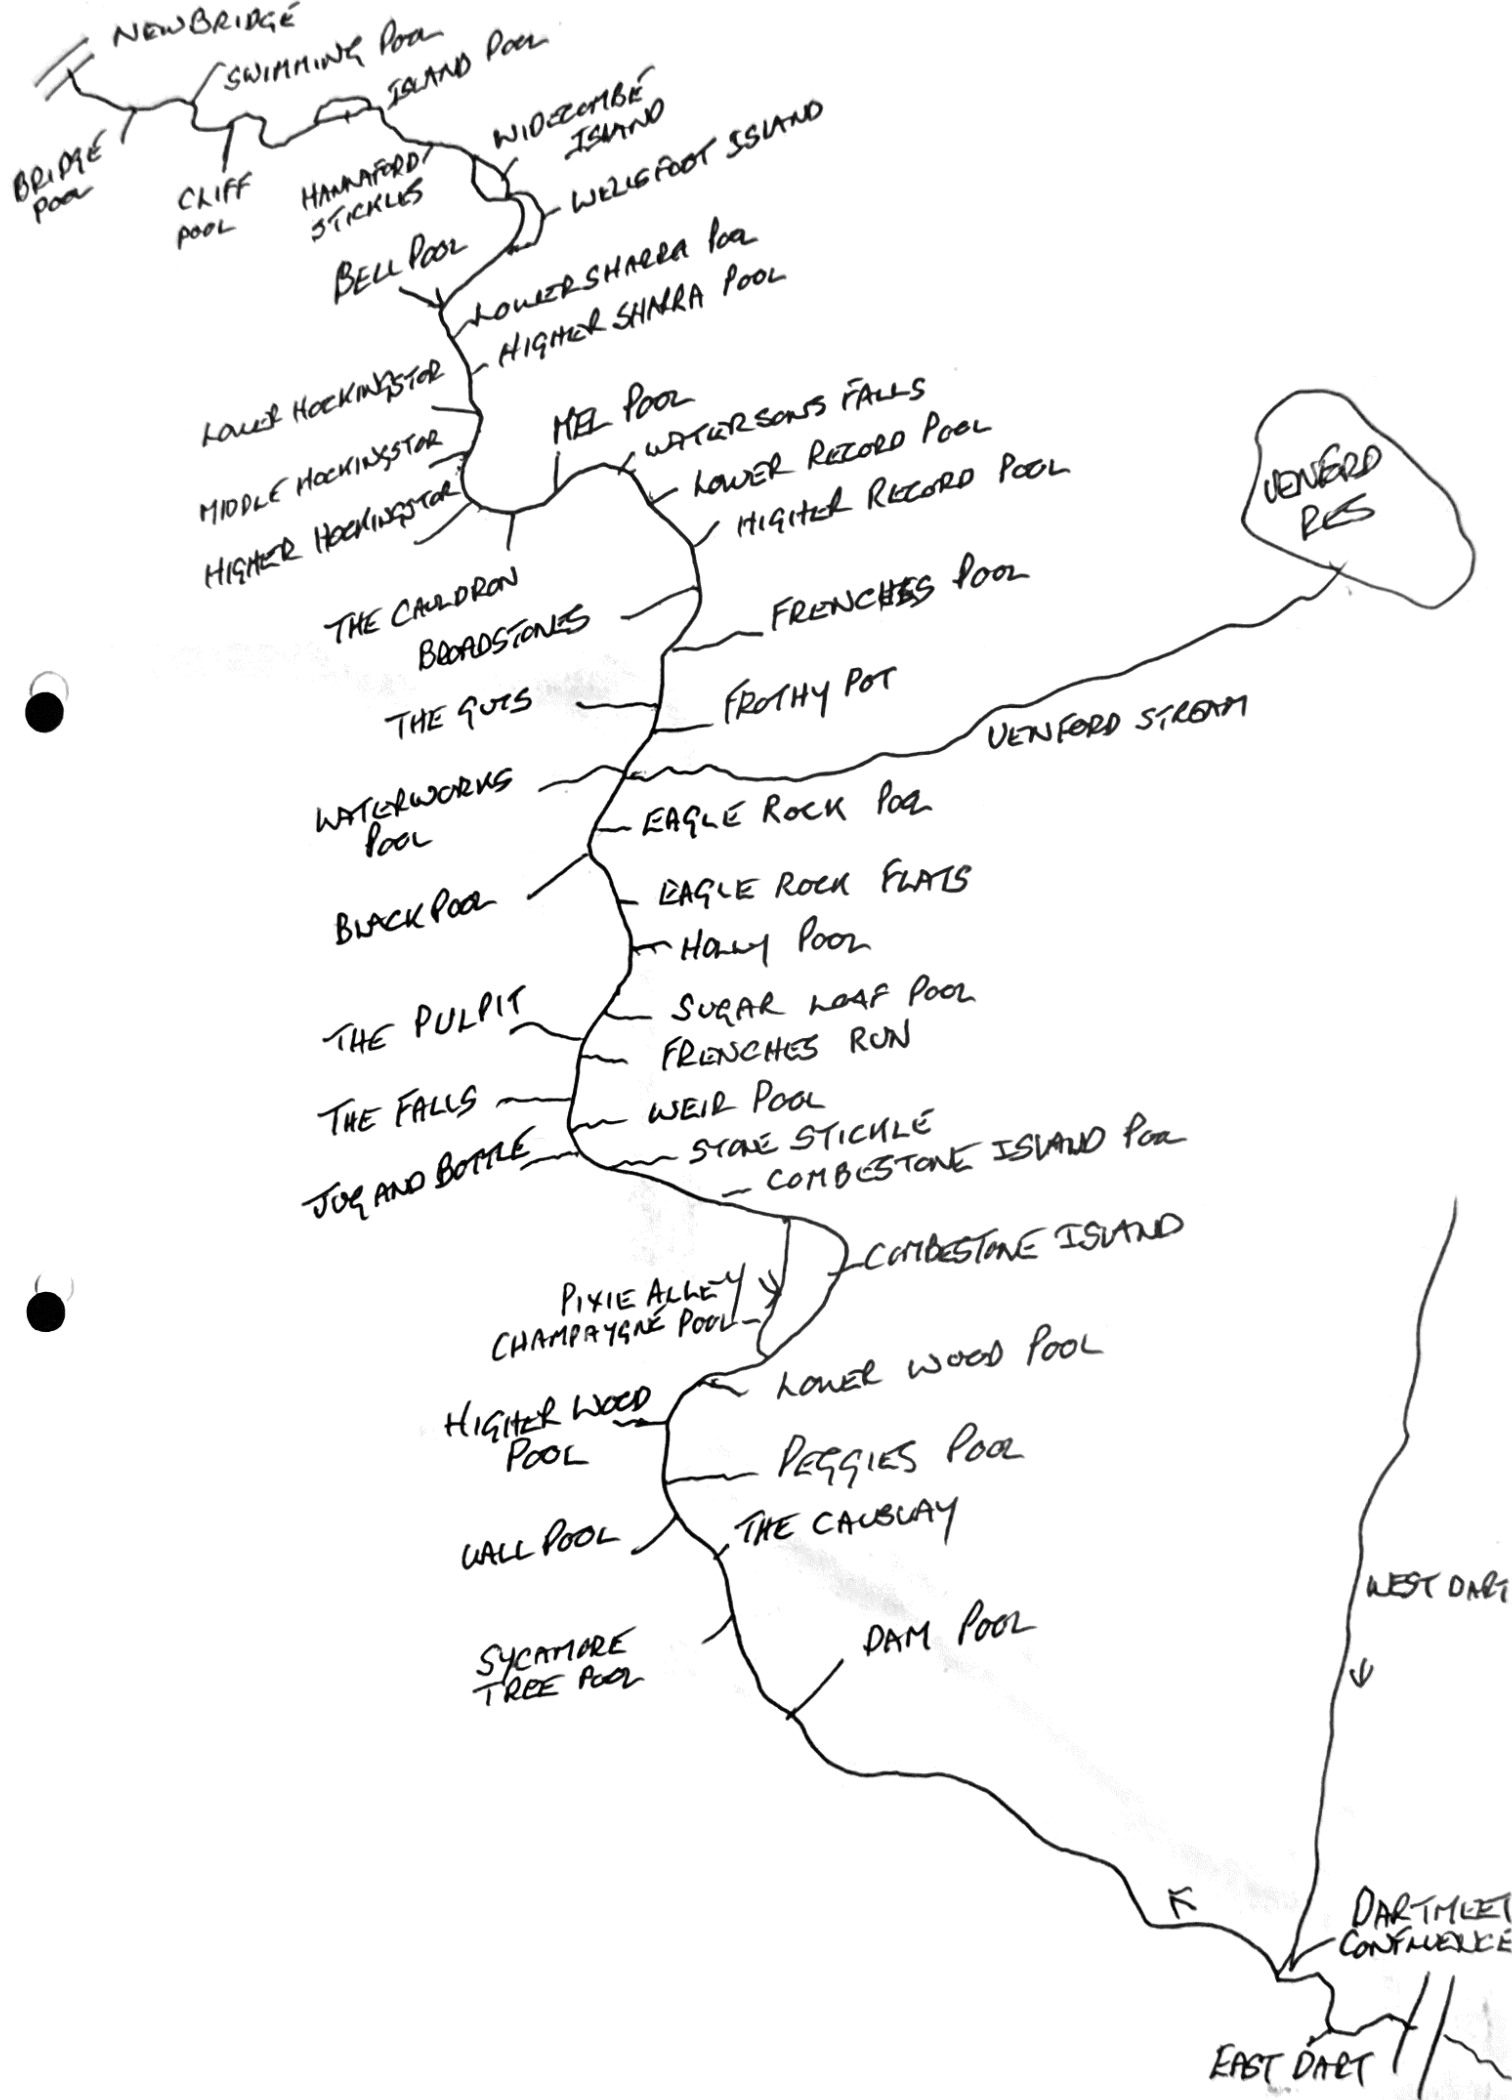 NEWBRIDGE
SWIMMING POOL
ISLAND POOL
BRIDGE
POOL
CLIFF
POOL
HANNAFORD
STICKLES
WIDECOMBE
ISLAND
WELLSFOOT ISLAND
BELL POOL
LOWER SHARRA POOL
HIGHER SHARRA POOL
LOWER HOCKINGSTOR
MIDDLE HOCKINGSTOR
HIGHER HOCKINGSTOR
MEL POOL
WATERSONS FALLS
LOWER RECORD POOL
HIGHER RECORD POOL
VENFORD
RES
THE CAULDRON
BROADSTONES
FRENCHES POOL
THE GUTS
FROTHY POT
VENFORD STREAM
WATERWORKS
POOL
EAGLE ROCK POOL
BLACK POOL
EAGLE ROCK FLATS
HOLLY POOL
THE PULPIT
SUGAR LOAF POOL
FRENCHES RUN
THE FALLS
WEIR POOL
JUG AND BOTTLE
STONE STICKLE
COMBESTONE ISLAND POOL
COMBESTONE ISLAND
PIXIE ALLEY
CHAMPAYGNE POOL
LOWER WOOD POOL
HIGHER WOOD
POOL
PEGGIES POOL
WALL POOL
THE CAUSWAY
WEST DART
SYCAMORE
TREE POOL
DAM POOL
DARTMEET
CONFLUENCE
EAST DART